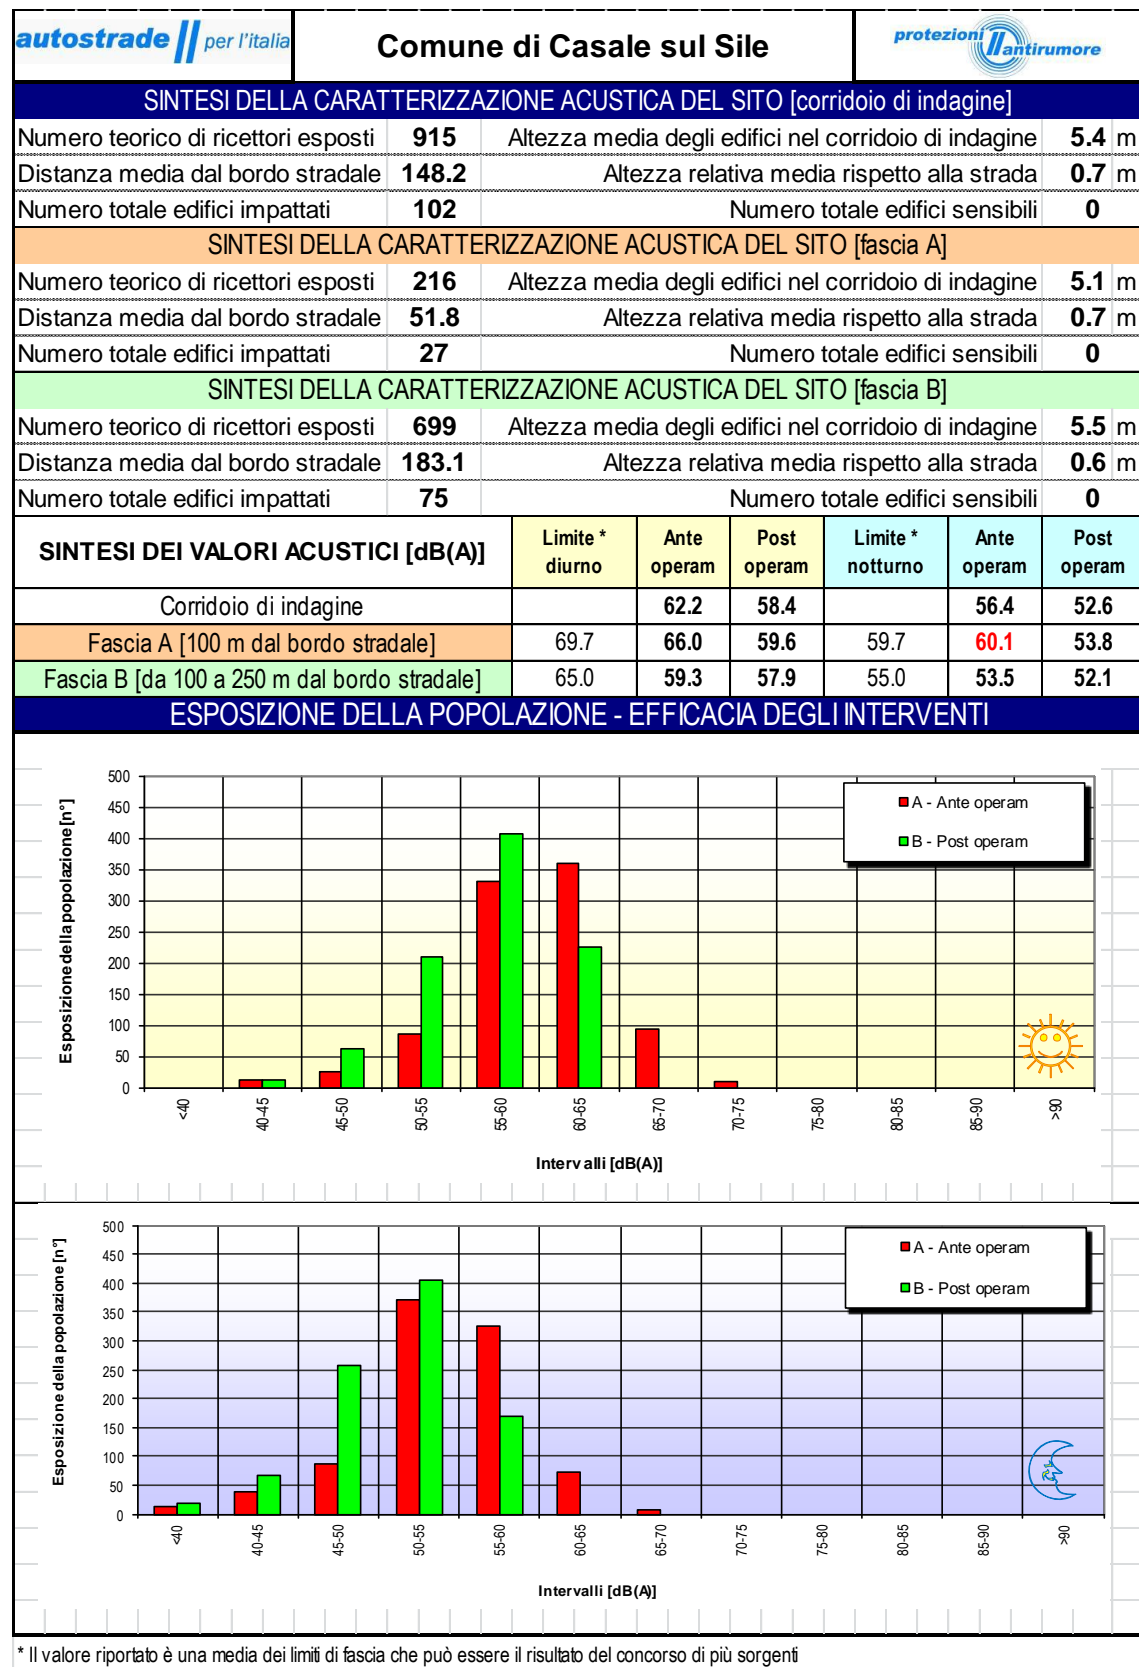 autostrade per l'italia
Comune di Casale sul Sile
protezioni antirumore
SINTESI DELLA CARATTERIZZAZIONE ACUSTICA DEL SITO [corridoio di indagine]
Numero teorico di ricettori esposti 915 Altezza media degli edifici nel corridoio di indagine 5.4 m
Distanza media dal bordo stradale 148.2 Altezza relativa media rispetto alla strada 0.7 m
Numero totale edifici impattati 102 Numero totale edifici sensibili 0
SINTESI DELLA CARATTERIZZAZIONE ACUSTICA DEL SITO [fascia A]
Numero teorico di ricettori esposti 216 Altezza media degli edifici nel corridoio di indagine 5.1 m
Distanza media dal bordo stradale 51.8 Altezza relativa media rispetto alla strada 0.7 m
Numero totale edifici impattati 27 Numero totale edifici sensibili 0
SINTESI DELLA CARATTERIZZAZIONE ACUSTICA DEL SITO [fascia B]
Numero teorico di ricettori esposti 699 Altezza media degli edifici nel corridoio di indagine 5.5 m
Distanza media dal bordo stradale 183.1 Altezza relativa media rispetto alla strada 0.6 m
Numero totale edifici impattati 75 Numero totale edifici sensibili 0
SINTESI DEI VALORI ACUSTICI [dB(A)] Limite * diurno Ante operam Post operam Limite * notturno Ante operam Post operam
Corridoio di indagine 62.2 58.4 56.4 52.6
Fascia A [100 m dal bordo stradale] 69.7 66.0 59.6 59.7 60.1 53.8
Fascia B [da 100 a 250 m dal bordo stradale] 65.0 59.3 57.9 55.0 53.5 52.1
ESPOSIZIONE DELLA POPOLAZIONE - EFFICACIA DEGLI INTERVENTI
Esposizione della popolazione [n°]
500
450
400
350
300
250
200
150
100
50
0
A - Ante operam
B - Post operam
<40 40-45 45-50 50-55 55-60 60-65 65-70 70-75 75-80 80-85 85-90 >90
Intervalli [dB(A)]
Esposizione della popolazione [n°]
500
450
400
350
300
250
200
150
100
50
0
A - Ante operam
B - Post operam
<40 40-45 45-50 50-55 55-60 60-65 65-70 70-75 75-80 80-85 85-90 >90
Intervalli [dB(A)]
* Il valore riportato è una media dei limiti di fascia che può essere il risultato del concorso di più sorgenti